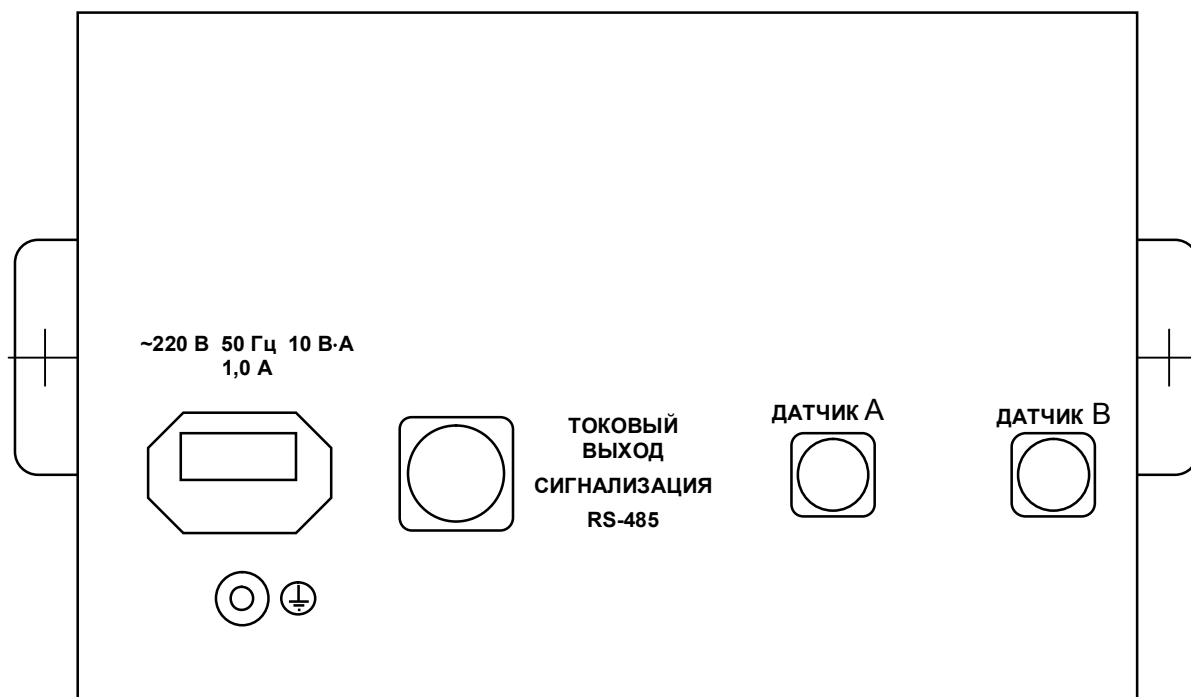 ~220 В 50 Гц 10 В·А
1,0 А
ТОКОВЫЙ
ВЫХОД
СИГНАЛИЗАЦИЯ
RS-485
ДАТЧИК А
ДАТЧИК В